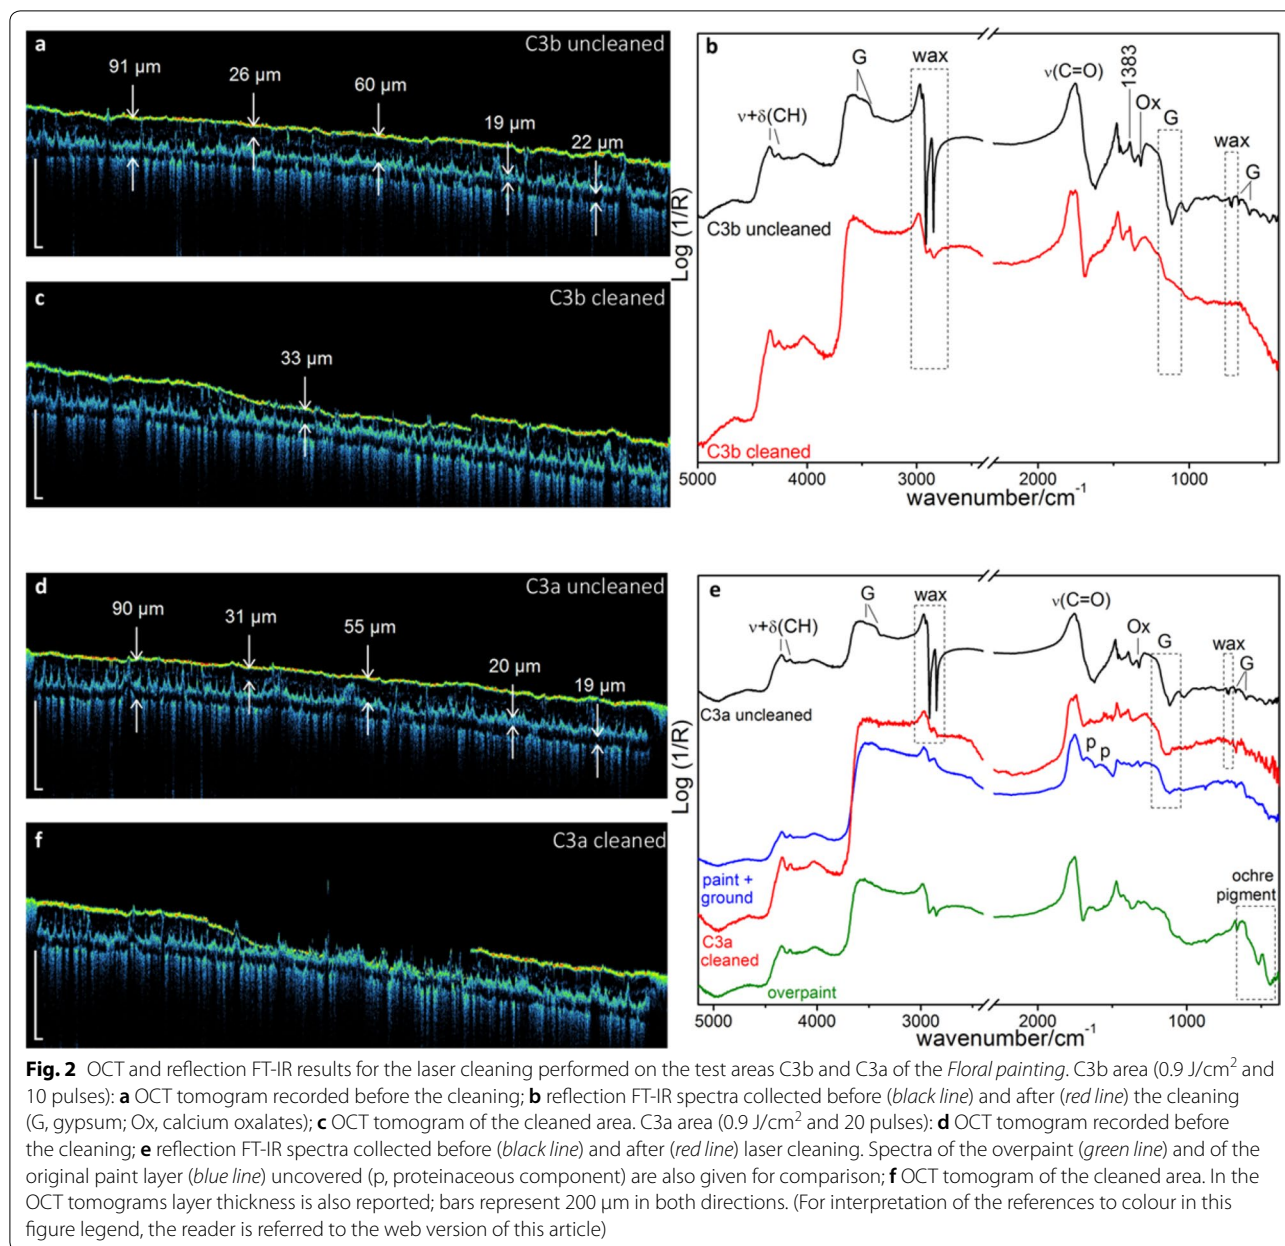 a
C3b uncleaned
91 µm
26 µm
60 µm
19 µm
22 µm
c
C3b cleaned
33 µm
b
G
wax
ν(C=O)
1383
Ox
G
ν+δ(CH)
wax
G
C3b uncleaned
Log (1/R)
C3b cleaned
5000 4000 3000 2000 1000
wavenumber/cm-1
d
C3a uncleaned
90 µm
31 µm
55 µm
20 µm
19 µm
f
C3a cleaned
e
G
wax
ν(C=O)
ν+δ(CH)
Ox
G
wax
G
C3a uncleaned
p p
Log (1/R)
paint +
ground
ochre
pigment
C3a
cleaned
overpaint
5000 4000 3000 2000 1000
wavenumber/cm-1
Fig. 2 OCT and reflection FT-IR results for the laser cleaning performed on the test areas C3b and C3a of the Floral painting. C3b area (0.9 J/cm2 and
10 pulses): a OCT tomogram recorded before the cleaning; b reflection FT-IR spectra collected before (black line) and after (red line) the cleaning
(G, gypsum; Ox, calcium oxalates); c OCT tomogram of the cleaned area. C3a area (0.9 J/cm2 and 20 pulses): d OCT tomogram recorded before
the cleaning; e reflection FT-IR spectra collected before (black line) and after (red line) laser cleaning. Spectra of the overpaint (green line) and of the
original paint layer (blue line) uncovered (p, proteinaceous component) are also given for comparison; f OCT tomogram of the cleaned area. In the
OCT tomograms layer thickness is also reported; bars represent 200 µm in both directions. (For interpretation of the references to colour in this
figure legend, the reader is referred to the web version of this article)